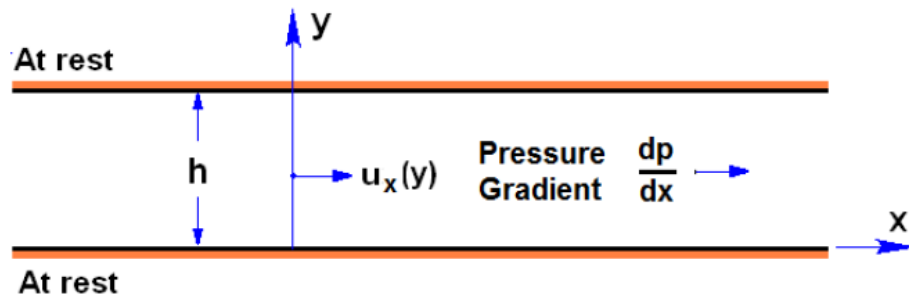 y
At rest
h
u_x(y)
Pressure dp
Gradient dx
x
At rest